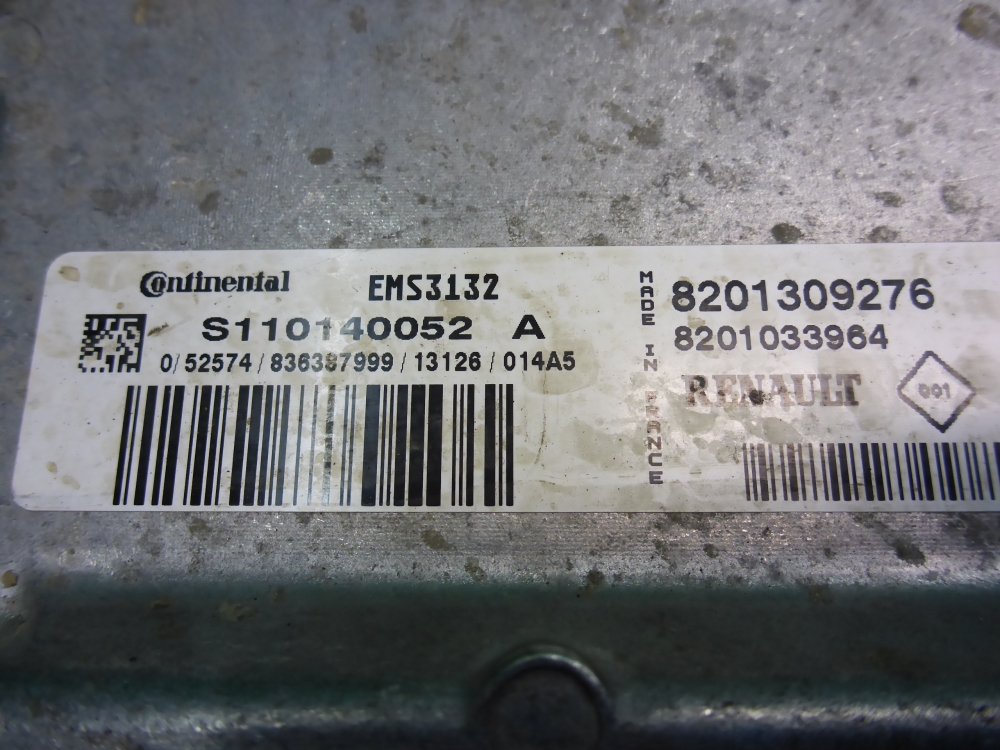 Continental EMS3132
S110140052 A
0/52574/836387999/13126/014A5
MADE IN FRANCE
8201309276
8201033964
RENAULT
001